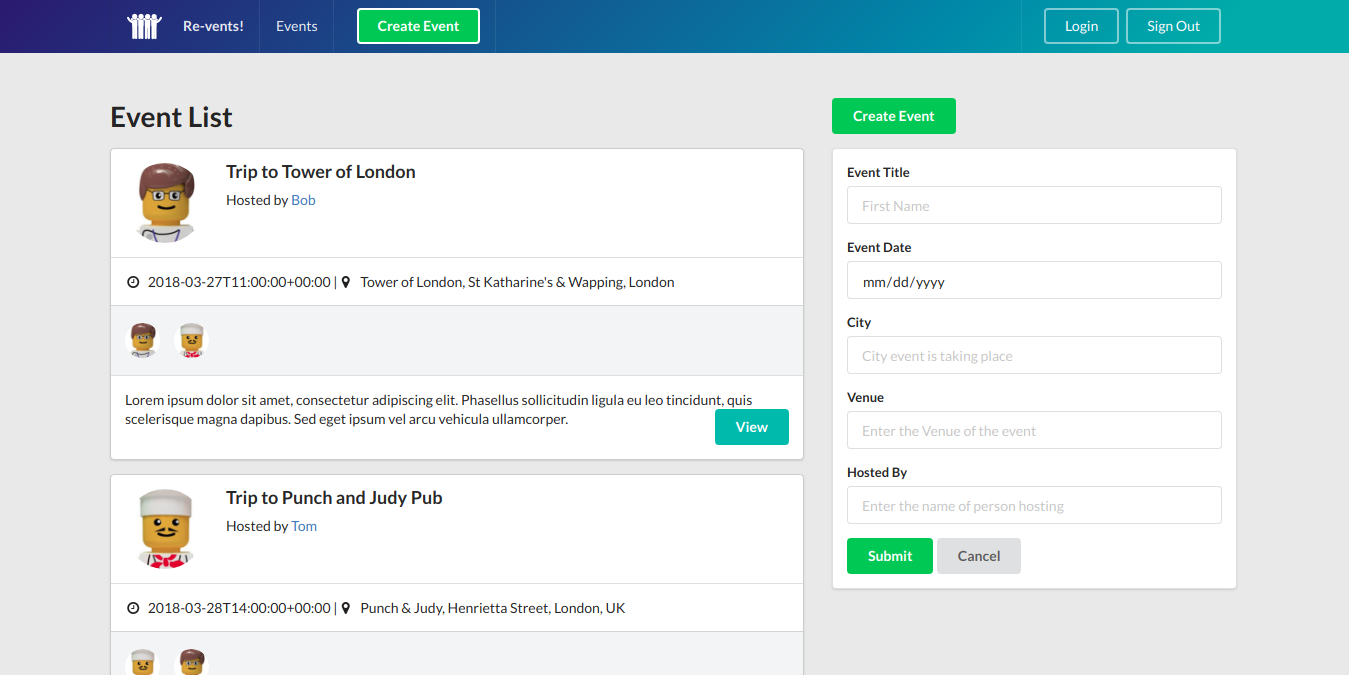 Re-vents!
Events
Create Event
Login
Sign Out
Event List
Trip to Tower of London
Hosted by Bob
2018-03-27T11:00:00+00:00 | Tower of London, St Katharine's & Wapping, London
Lorem ipsum dolor sit amet, consectetur adipiscing elit. Phasellus sollicitudin ligula eu leo tincidunt, quis
scelerisque magna dapibus. Sed eget ipsum vel arcu vehicula ullamcorper.
View
Trip to Punch and Judy Pub
Hosted by Tom
2018-03-28T14:00:00+00:00 | Punch & Judy, Henrietta Street, London, UK
Create Event
Event Title
First Name
Event Date
mm/dd/yyyy
City
City event is taking place
Venue
Enter the Venue of the event
Hosted By
Enter the name of person hosting
Submit
Cancel